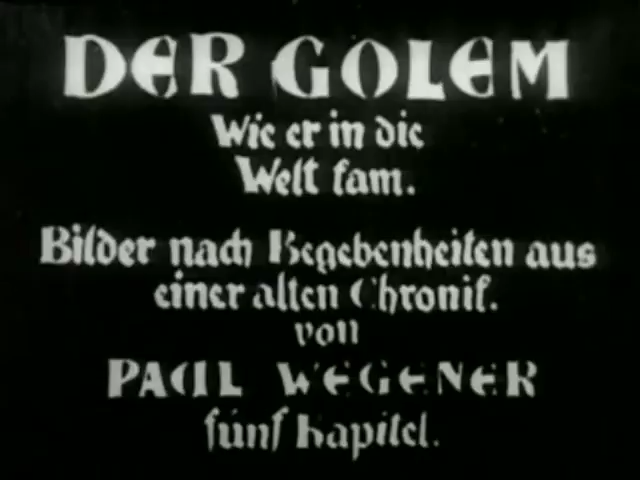 DER GOLEM
Wie er in die
Welt kam.
Bilder nach Begebenheiten aus
einer alten Chronik.
von
PAUL WEGENER
fünf Kapitel.